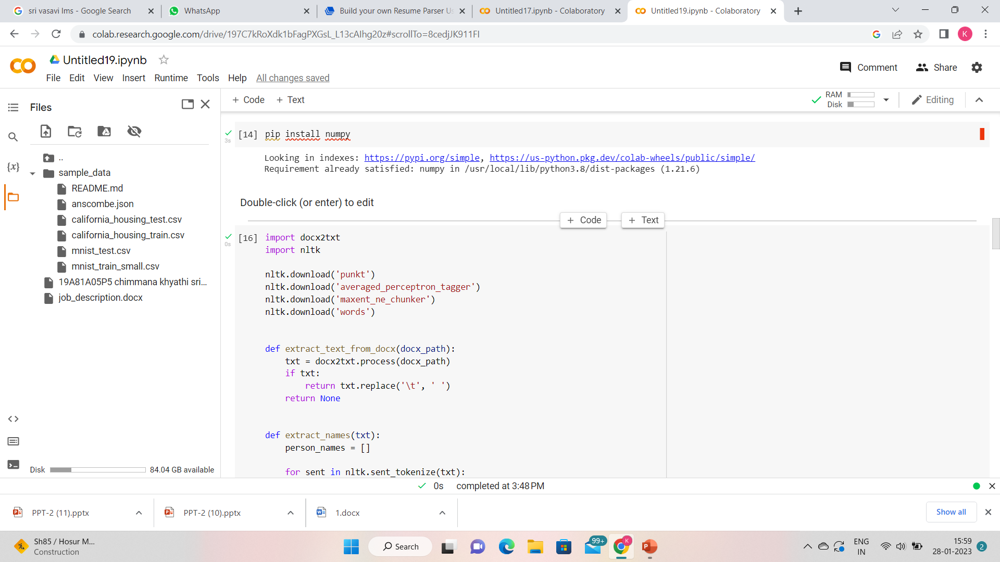 sri vasavi lms - Google Search
WhatsApp
Build your own Resume Parser Us
Untitled17.ipynb - Colaboratory
Untitled19.ipynb - Colaboratory
colab.research.google.com/drive/197C7kRoXdk1bFagPXGsL_L13cAIhg20z#scrollTo=8cedjJK911FI
K
Untitled19.ipynb
Comment
Share
File Edit View Insert Runtime Tools Help All changes saved
Files
+ Code + Text
RAM
Disk
Editing
..
sample_data
README.md
anscombe.json
california_housing_test.csv
california_housing_train.csv
mnist_test.csv
mnist_train_small.csv
19A81A05P5 chimmana khyathi sri...
job_description.docx
{x}
Disk 84.04 GB available
3s
[14] pip install numpy
Looking in indexes: https://pypi.org/simple, https://us-python.pkg.dev/colab-wheels/public/simple/
Requirement already satisfied: numpy in /usr/local/lib/python3.8/dist-packages (1.21.6)
Double-click (or enter) to edit
+ Code + Text
0s
[16] import docx2txt
import nltk
nltk.download('punkt')
nltk.download('averaged_perceptron_tagger')
nltk.download('maxent_ne_chunker')
nltk.download('words')
def extract_text_from_docx(docx_path):
txt = docx2txt.process(docx_path)
if txt:
return txt.replace('\t', ' ')
return None
def extract_names(txt):
person_names = []
for sent in nltk.sent_tokenize(txt):
0s completed at 3:48 PM
PPT-2 (11).pptx
PPT-2 (10).pptx
1.docx
Show all
Sh85 / Hosur M...
Construction
Search
99+
K
ENG
IN
15:59
28-01-2023
2